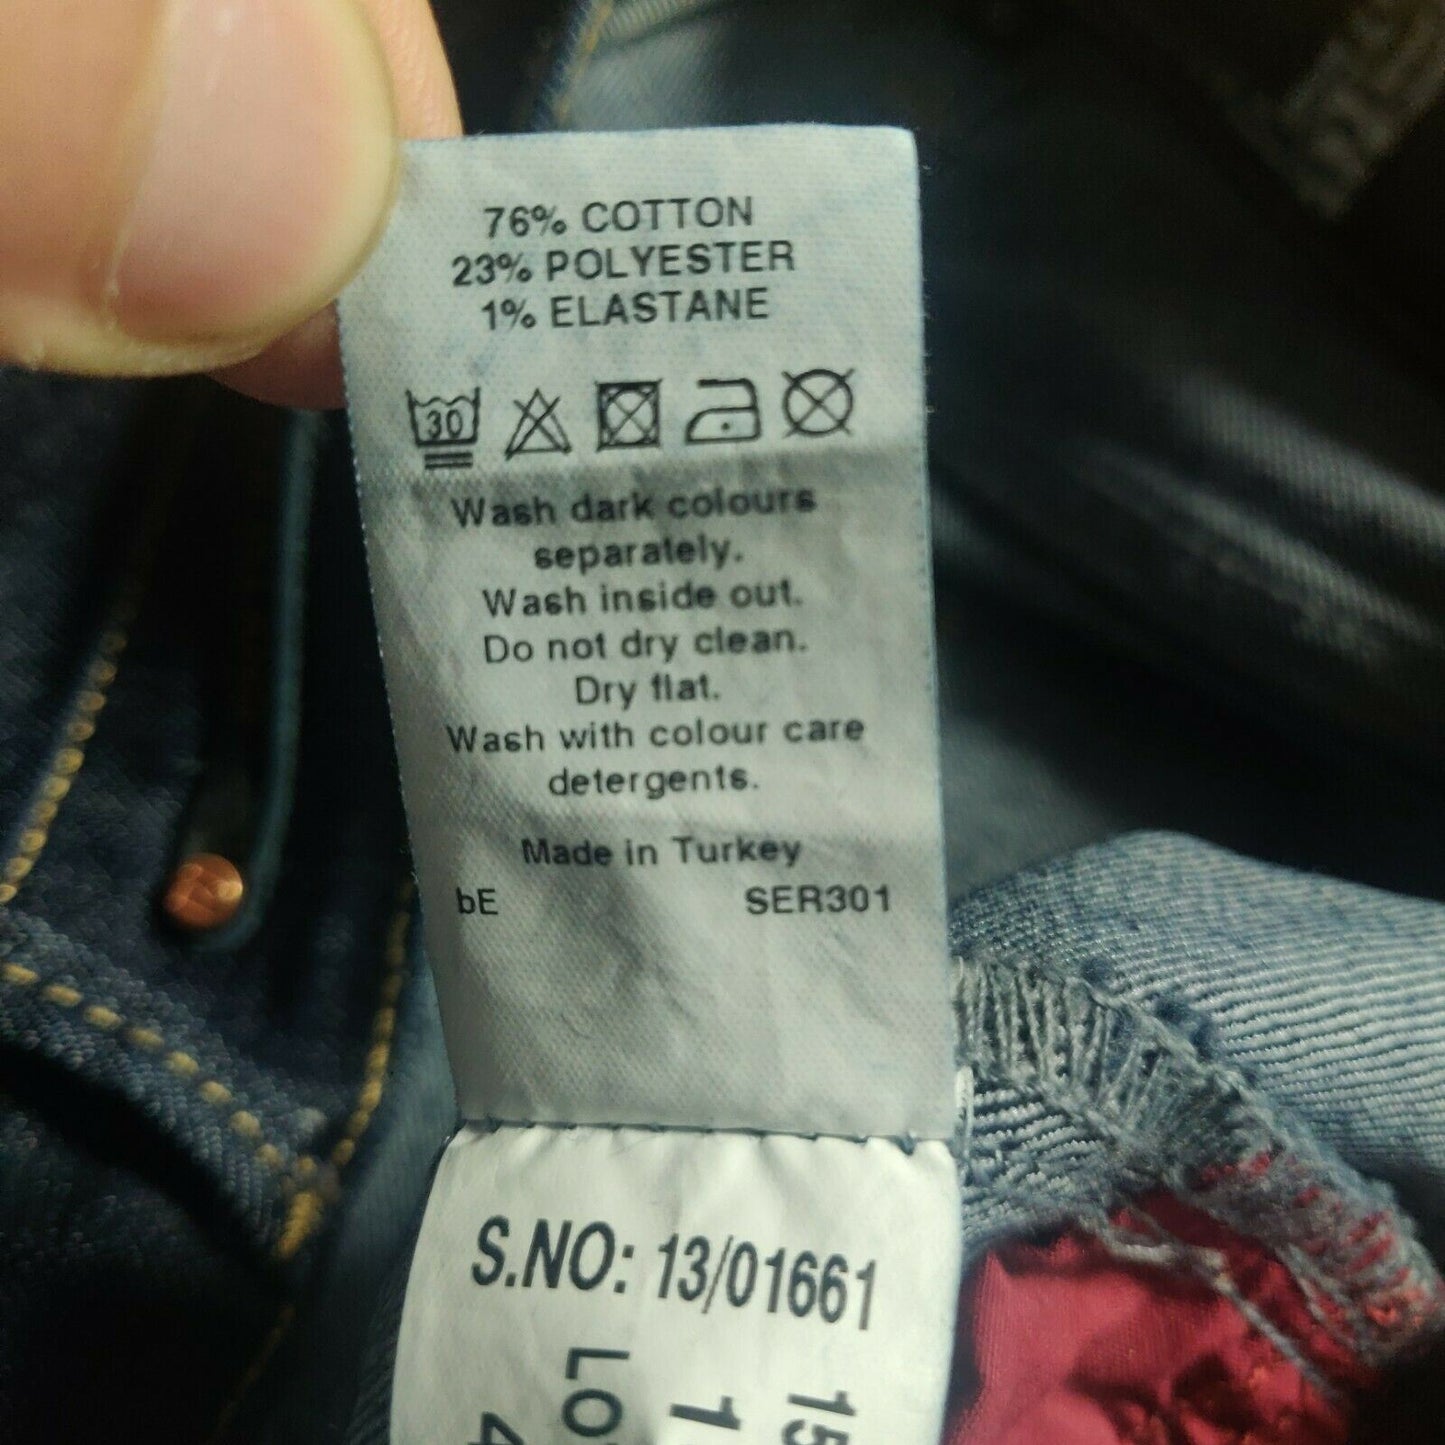 76% COTTON
23% POLYESTER
1% ELASTANE
30
Wash dark colours
separately.
Wash inside out.
Do not dry clean.
Dry flat.
Wash with colour care
detergents.
Made in Turkey
bE SER301
S.NO: 13/01661